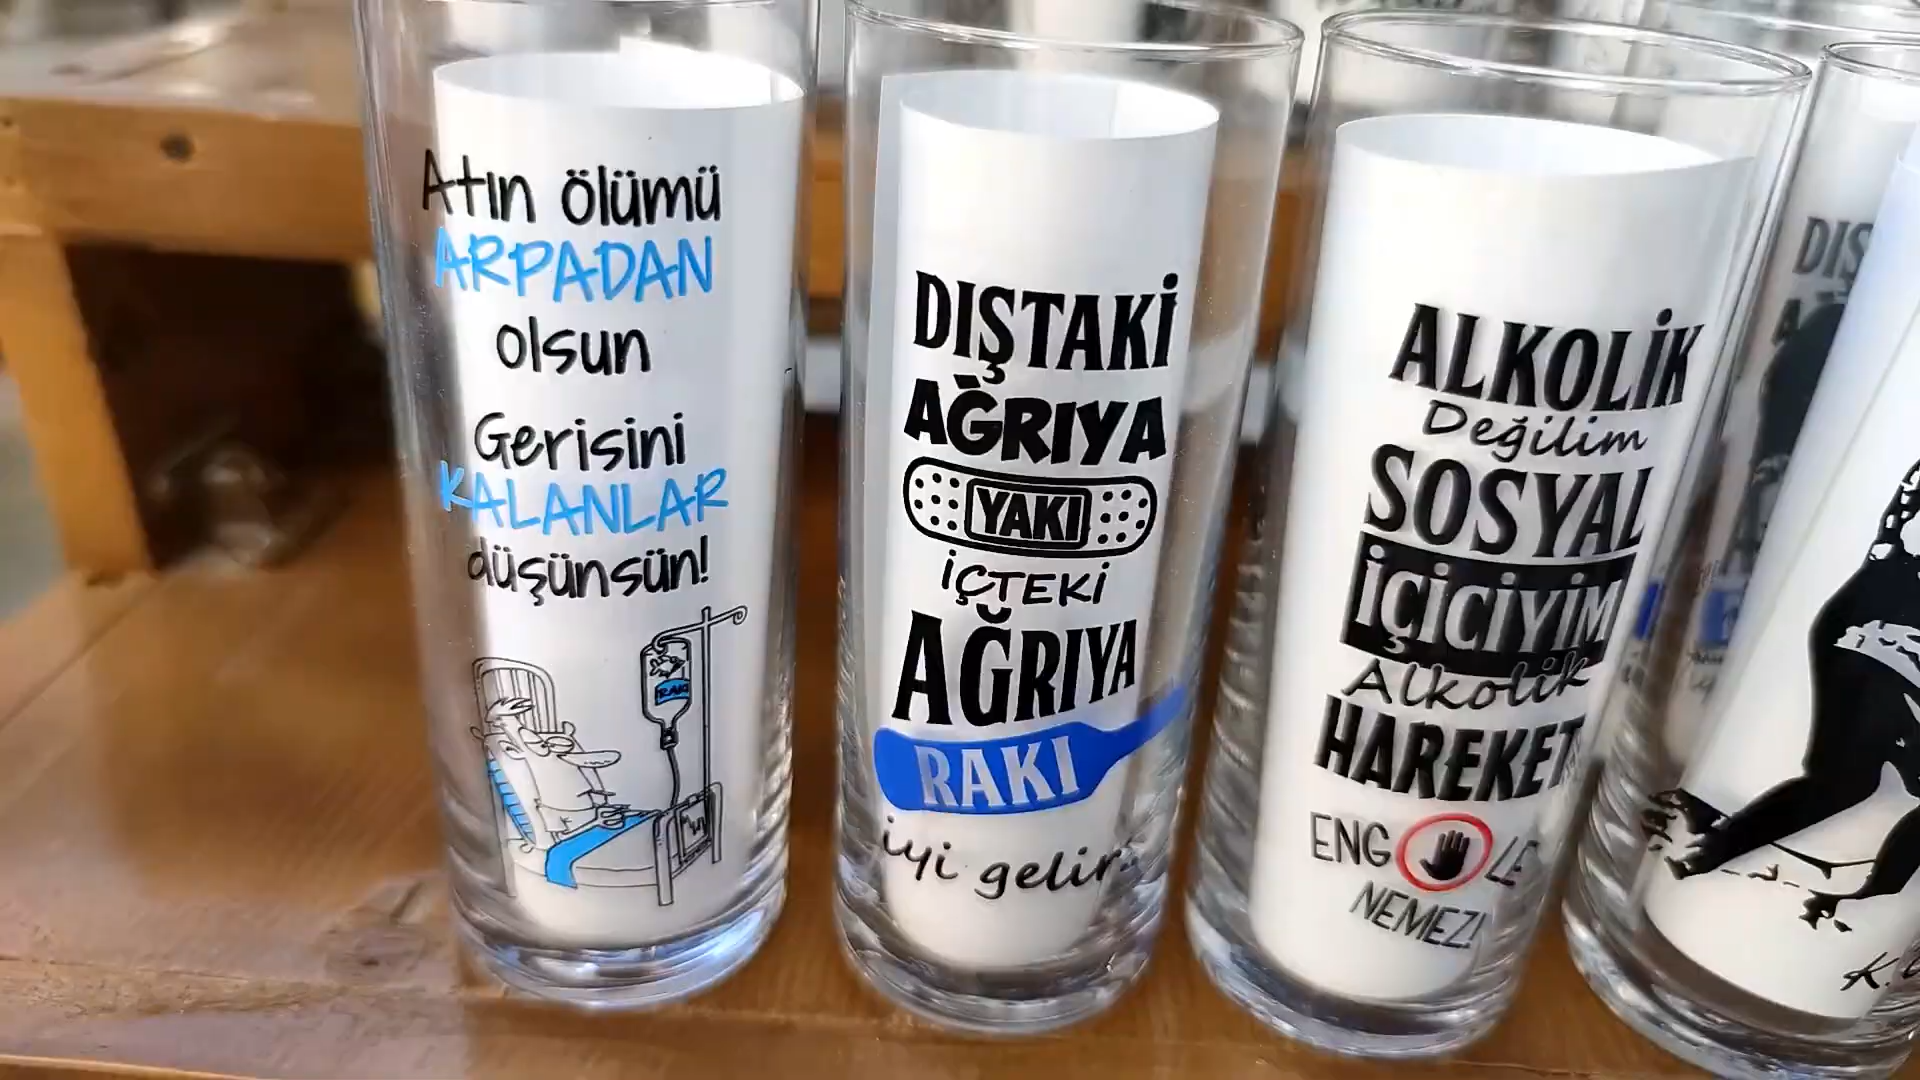 Atın ölümü
ARPADAN
olsun
Gerisini
KALANLAR
düşünsün!
RAKI
DIŞTAKİ
AĞRIYA
YAKI
İÇTEKİ
AĞRIYA
RAKI
iyi gelir.
ALKOLİK
Değilim
SOSYAL
İÇİCİYİM
Alkolik
HAREKET
ENG LE
NEMEZ!
DIŞ